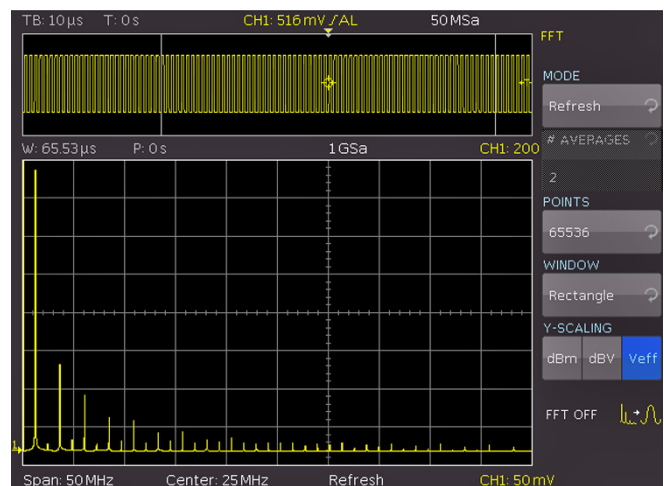 TB: 10 µs T: 0 s CH1: 516 mV / AL 50 MSa
FFT
MODE
Refresh
# AVERAGES
2
W: 65.53 µs P: 0 s 1 GSa CH1: 200
POINTS
65536
WINDOW
Rectangle
Y-SCALING
dBm dBV Veff
FFT OFF
1
Span: 50 MHz Center: 25 MHz Refresh CH1: 50 mV